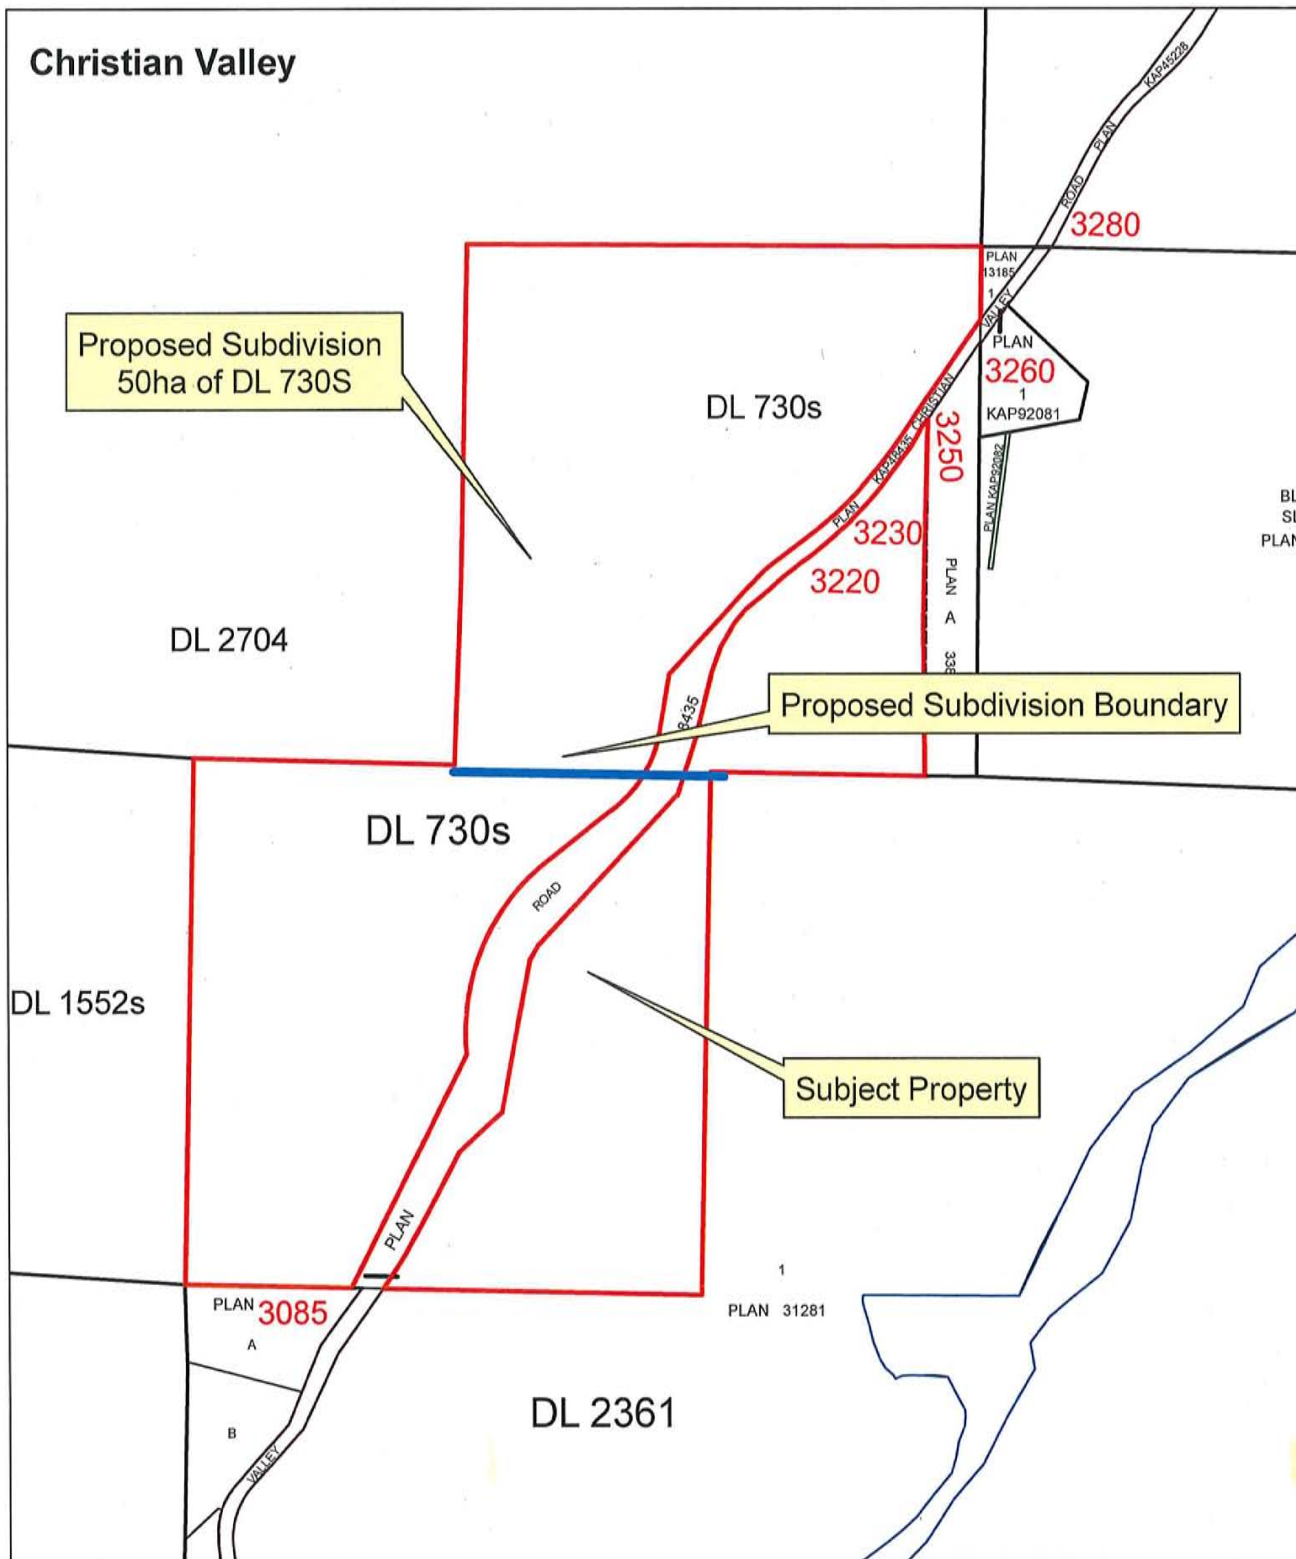 Christian Valley
KAP45228
PLAN
ROAD
3280
PLAN
13185
1
VALLEY
Proposed Subdivision
50ha of DL 730S
PLAN
3260
1
KAP92081
DL 730s
CHRISTIAN
3250
KAP48435
PLAN KAP92082
PLAN
3230
3220
PLAN
A
DL 2704
8435
Proposed Subdivision Boundary
DL 730s
ROAD
DL 1552s
Subject Property
PLAN
1
PLAN 31281
PLAN 3085
A
DL 2361
B
VALLEY